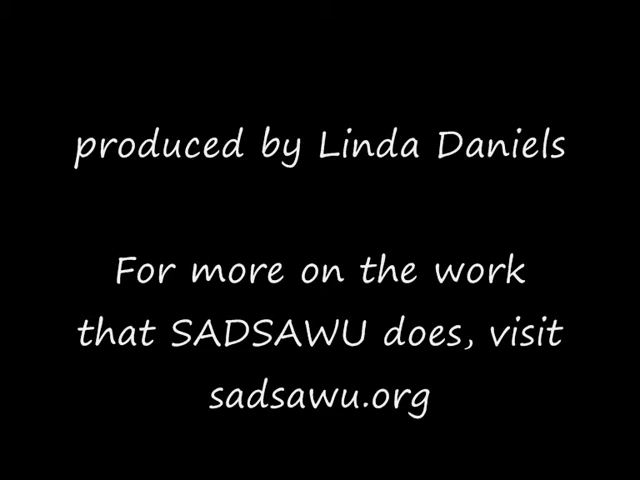 produced by Linda Daniels
For more on the work
that SADSAWU does, visit
sadsawu.org